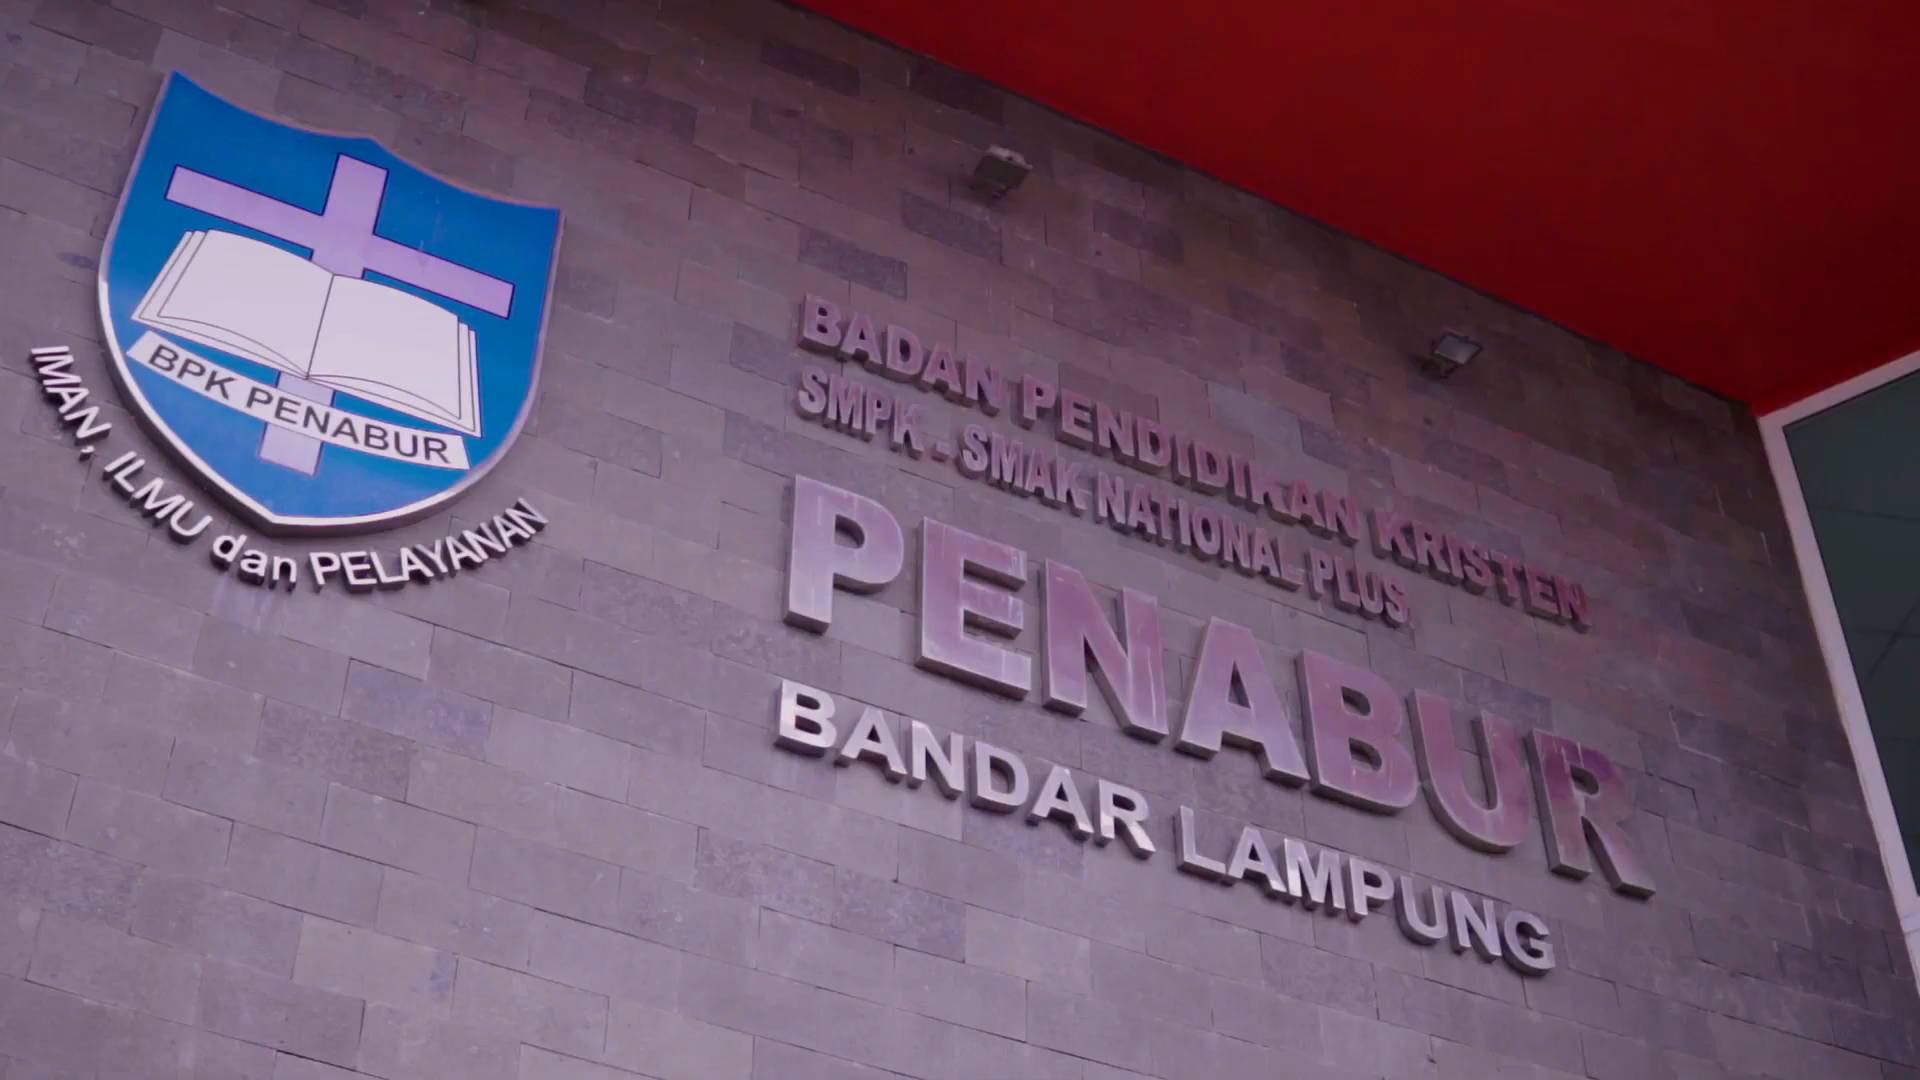 BPK PENABUR
IMAN, ILMU dan PELAYANAN
BADAN PENDIDIKAN KRISTEN
SMPK - SMAK NATIONAL PLUS
PENABUR
BANDAR LAMPUNG